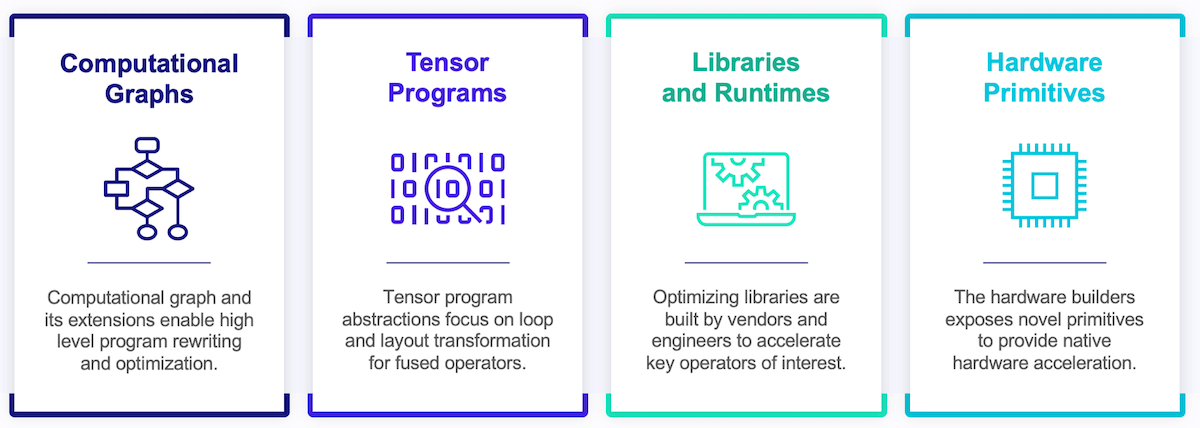 Computational
Graphs
Computational graph and
its extensions enable high
level program rewriting
and optimization.
Tensor
Programs
Tensor program
abstractions focus on loop
and layout transformation
for fused operators.
Libraries
and Runtimes
Optimizing libraries are
built by vendors and
engineers to accelerate
key operators of interest.
Hardware
Primitives
The hardware builders
exposes novel primitives
to provide native
hardware acceleration.